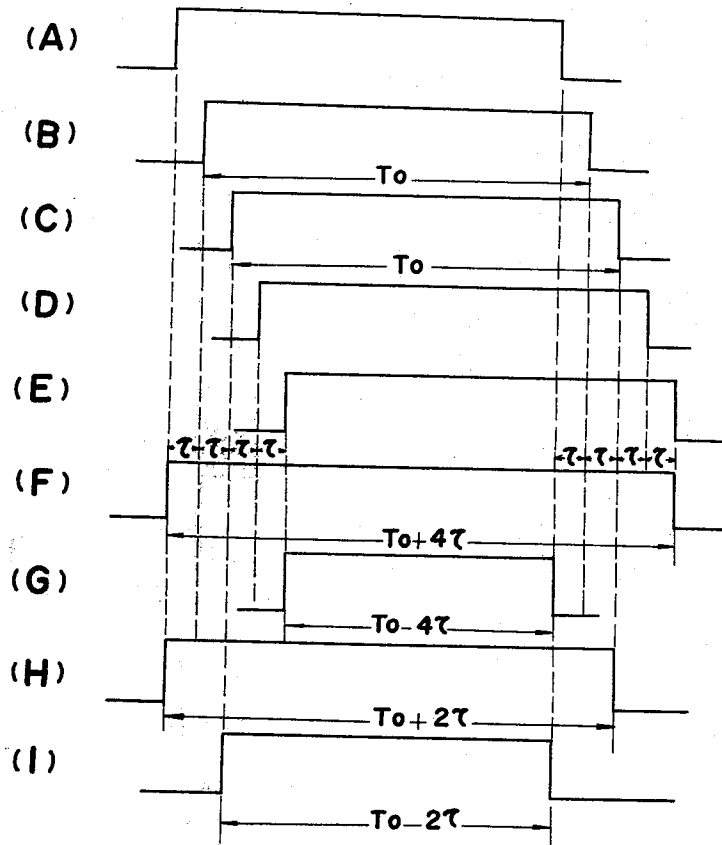 (A)
(B)
To
(C)
To
(D)
(E)
τ τ τ τ τ τ τ τ
(F)
To+4τ
(G)
To-4τ
(H)
To+2τ
(I)
To-2τ